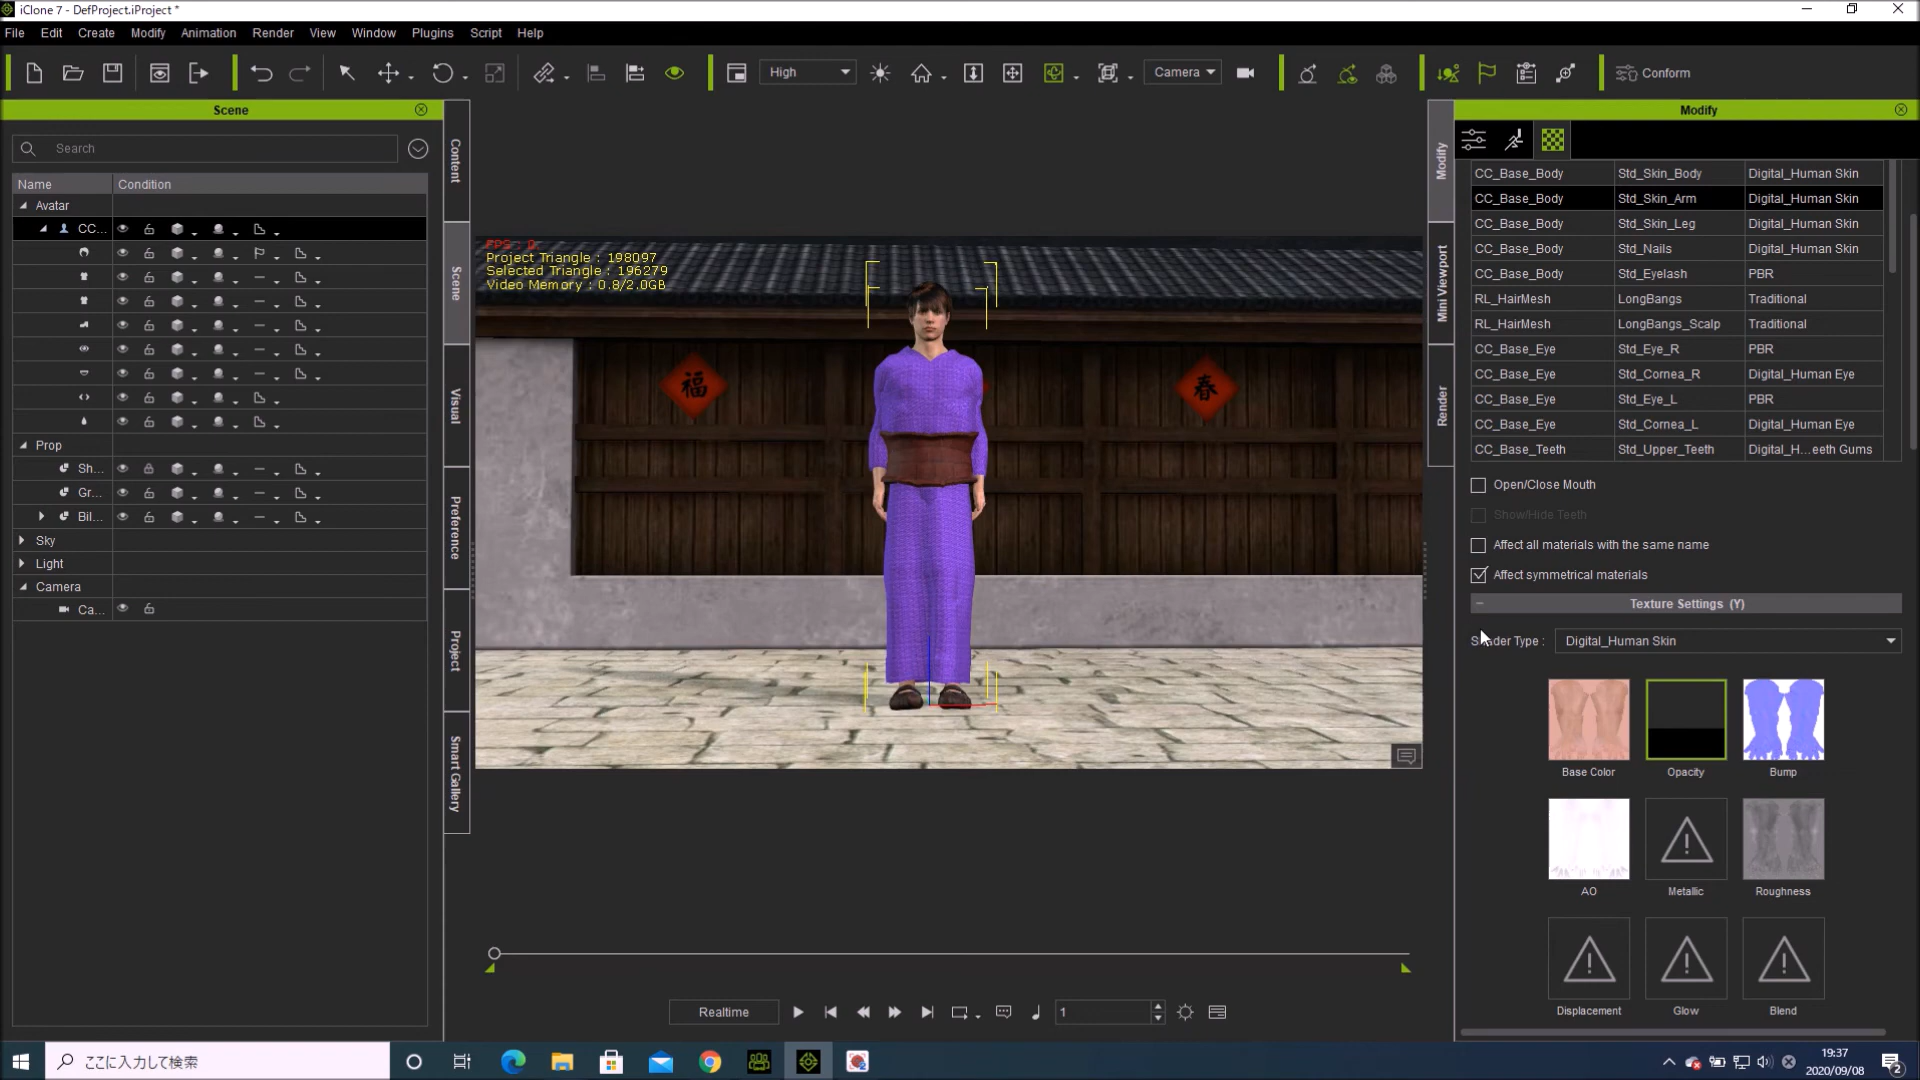 iClone 7 - DefProject.iProject *
File Edit Create Modify Animation Render View Window Plugins Script Help
High
Camera
Conform
Scene
Search
Name Condition
Avatar
CC...
Prop
Sh...
Gr...
Bil...
Sky
Light
Camera
Ca...
Content
Scene
Visual
Preference
Project
Smart Gallery
FPS : 0
Project Triangle : 198097
Selected Triangle : 196279
Video Memory : 0.8/2.0GB
福
春
Realtime
1
Modify
Mini Viewport
Render
Modify
CC_Base_Body Std_Skin_Body Digital_Human Skin
CC_Base_Body Std_Skin_Arm Digital_Human Skin
CC_Base_Body Std_Skin_Leg Digital_Human Skin
CC_Base_Body Std_Nails Digital_Human Skin
CC_Base_Body Std_Eyelash PBR
RL_HairMesh LongBangs Traditional
RL_HairMesh LongBangs_Scalp Traditional
CC_Base_Eye Std_Eye_R PBR
CC_Base_Eye Std_Cornea_R Digital_Human Eye
CC_Base_Eye Std_Eye_L PBR
CC_Base_Eye Std_Cornea_L Digital_Human Eye
CC_Base_Teeth Std_Upper_Teeth Digital_H...eeth Gums
Open/Close Mouth
Show/Hide Teeth
Affect all materials with the same name
Affect symmetrical materials
Texture Settings (Y)
Shader Type : Digital_Human Skin
Base Color Opacity Bump
AO Metallic Roughness
Displacement Glow Blend
ここに入力して検索
19:37
2020/09/08
2